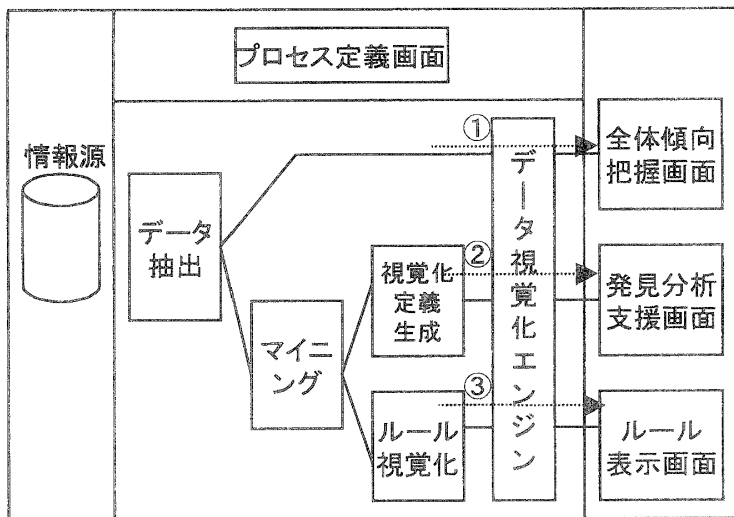 プロセス定義画面
情報源
データ
抽出
マイニ
ング
①
②
③
視覚化
定義
生成
ルール
視覚化
データ視覚化エンジン
全体傾向
把握画面
発見分析
支援画面
ルール
表示画面